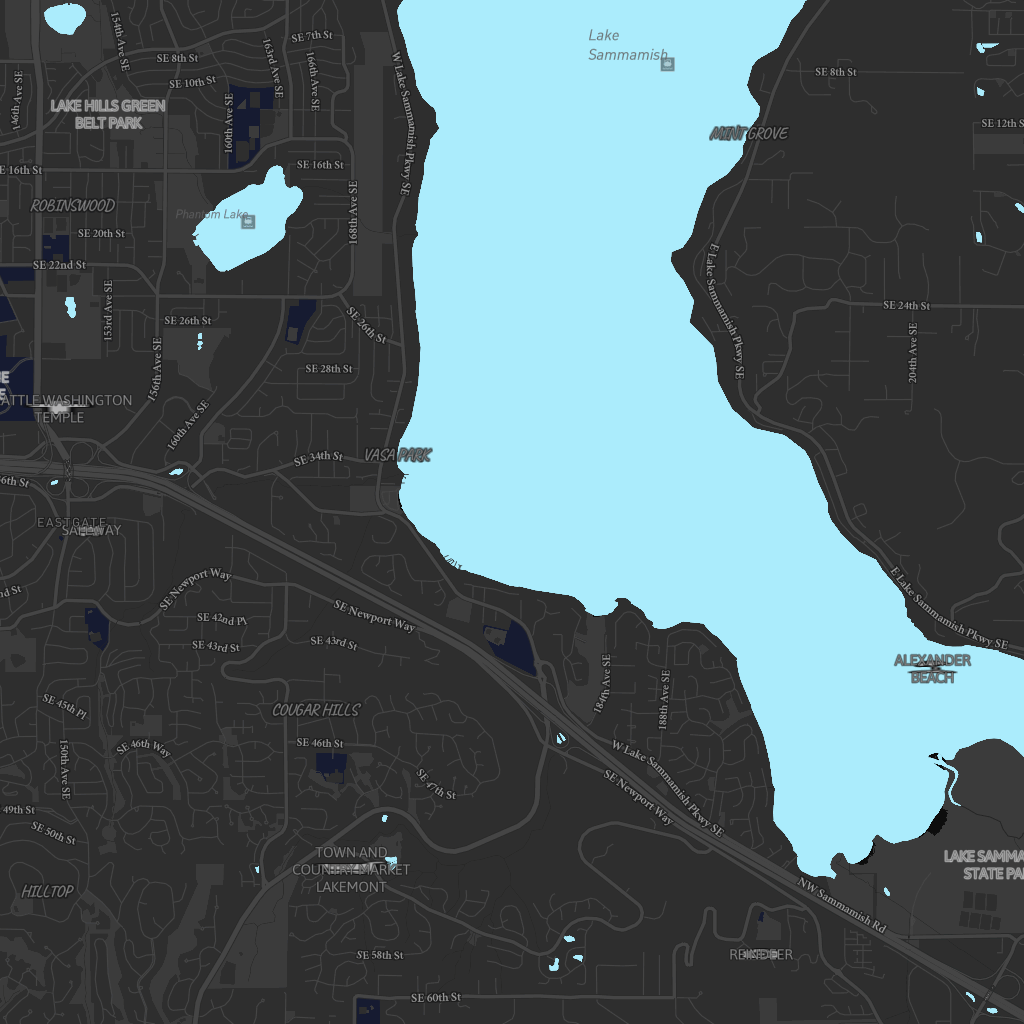 154th Ave SE
SE 7th St
SE 8th St
163rd Ave SE
166th Ave SE
SE 10th St
146th Ave SE
LAKE HILLS GREEN
BELT PARK
160th Ave SE
W Lake Sammamish Pkwy SE
Lake
Sammamish
SE 8th St
SE 12th S
MINT GROVE
SE 16th St
SE 16th St
168th Ave SE
ROBINSWOOD
Phantom Lake
SE 20th St
SE 22nd St
153rd Ave SE
SE 26th St
SE 26th St
E Lake Sammamish Pkwy SE
SE 24th St
204th Ave SE
156th Ave SE
SE 28th St
ATTLE WASHINGTON
TEMPLE
160th Ave SE
VASA PARK
SE 34th St
36th St
EASTGATE
SAFEWAY
SE Newport Way
nd St
SE 42nd Pl
SE 43rd St
SE Newport Way
SE 43rd St
E Lake Sammamish Pkwy SE
ALEXANDER
BEACH
184th Ave SE
188th Ave SE
SE 45th Pl
COUGAR HILLS
150th Ave SE
SE 46th Way
SE 46th St
SE 47th St
W Lake Sammamish Pkwy SE
SE Newport Way
49th St
SE 50th St
TOWN AND
COUNTRY MARKET
LAKEMONT
LAKE SAMMA
STATE PA
HILLTOP
NW Sammamish Rd
SE 58th St
SE 60th St